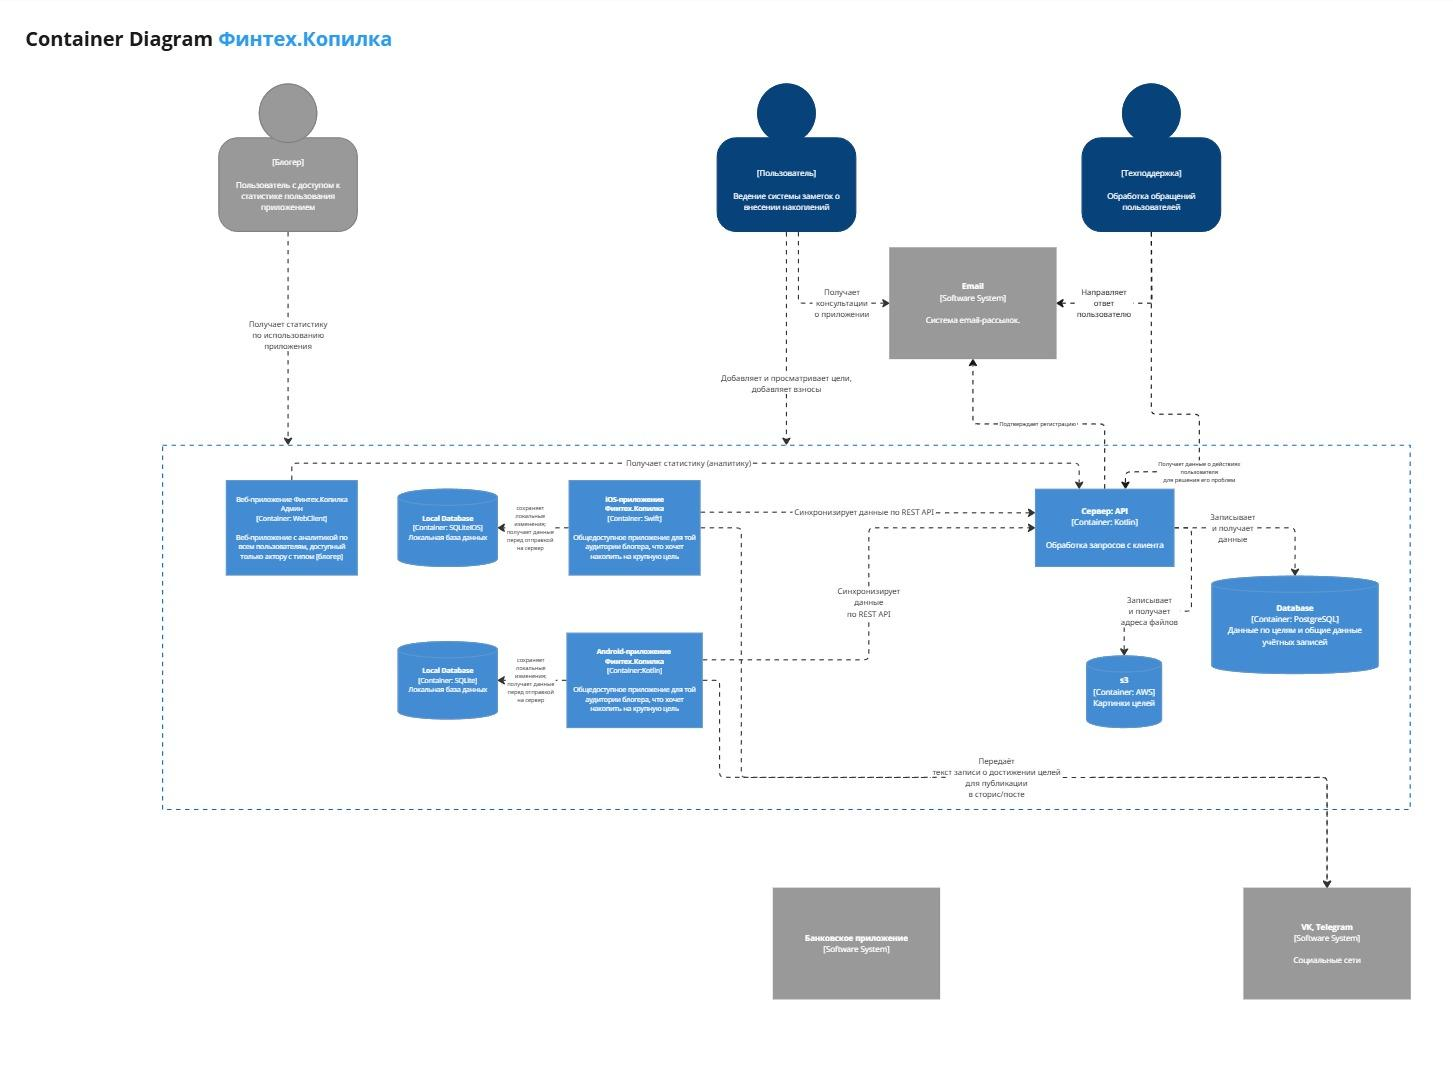 Container Diagram Финтех.Копилка
[Блогер]
Пользователь с доступом к
статистике пользования
приложением
[Пользователь]
Ведение системы заметок о
внесении накоплений
[Техподдержка]
Обработка обращений
пользователей
Email
[Software System]
Система email-рассылок.
Получает
консультации
о приложении
Направляет
ответ
пользователю
Получает статистику
по использованию
приложения
Добавляет и просматривает цели,
добавляет взносы
Подтверждает регистрацию
Получает статистику (аналитику)
Получает данные о действиях
пользователя
для решения его проблем
Веб-приложение Финтех.Копилка
Админ
[Container: WebClient]
Веб-приложение с аналитикой по
всем пользователям, доступный
только актору с типом [Блогер]
Local Database
[Container: SQLiteIOS]
Локальная база данных
сохраняет
локальные
изменения;
получает данные
перед отправкой
на сервер
iOS-приложение
Финтех.Копилка
[Container: Swift]
Общедоступное приложение для той
аудитории блогера, что хочет
накопить на крупную цель
Синхронизирует данные по REST API
Сервер: API
[Container: Kotlin]
Обработка запросов с клиента
Записывает
и получает
данные
Синхронизирует
данные
по REST API
Записывает
и получает
адреса файлов
Database
[Container: PostgreSQL]
Данные по целям и общие данные
учётных записей
Local Database
[Container: SQLite]
Локальная база данных
сохраняет
локальные
изменения;
получает данные
перед отправкой
на сервер
Android-приложение
Финтех.Копилка
[Container:Kotlin]
Общедоступное приложение для той
аудитории блогера, что хочет
накопить на крупную цель
s3
[Container: AWS]
Картинки целей
Передаёт
текст записи о достижении целей
для публикации
в сторис/посте
Банковское приложение
[Software System]
VK, Telegram
[Software System]
Социальные сети